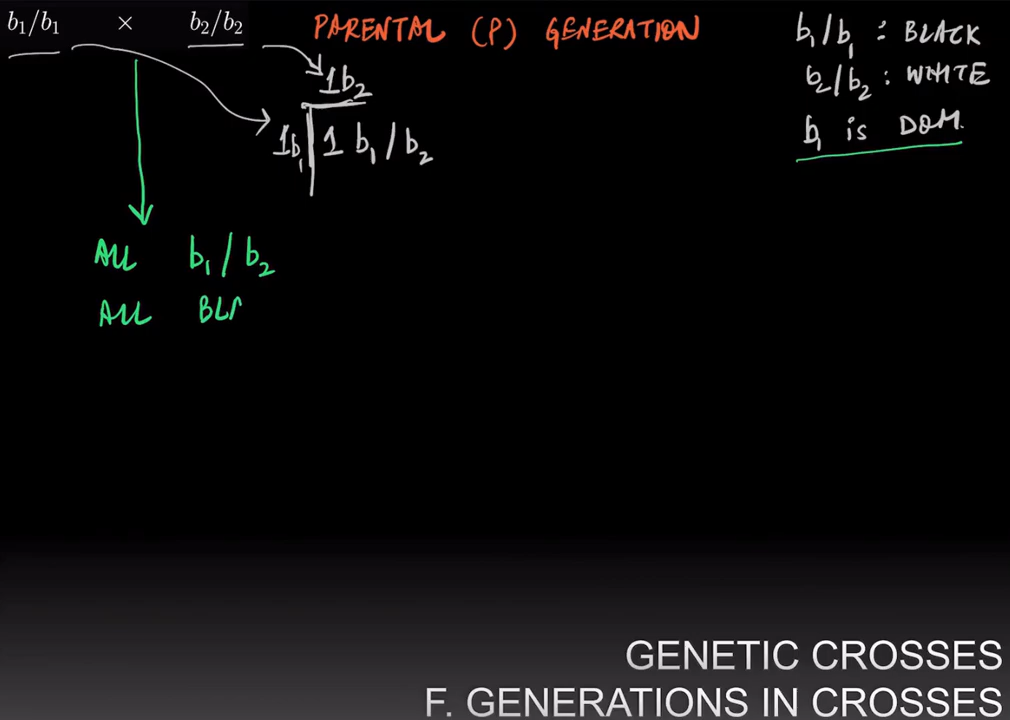 b₁/b₁ × b₂/b₂ PARENTAL (P) GENERATION
b₁/b₁ : BLACK
b₂/b₂ : WHITE
b₁ is DOM.
1b₂
1b₁ 1 b₁/b₂
ALL b₁/b₂
ALL BLA
GENETIC CROSSES
F. GENERATIONS IN CROSSES